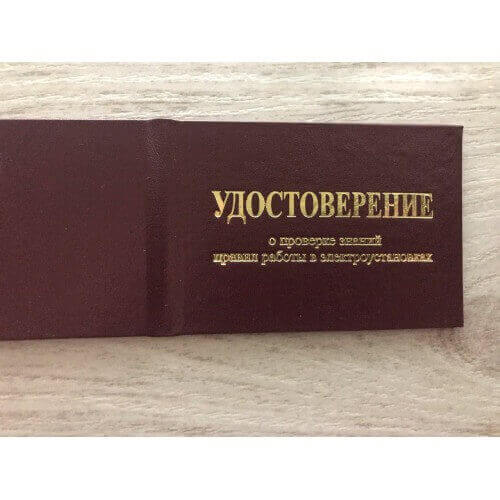 УДОСТОВЕРЕНИЕ
о проверке знаний
правил работы в электроустановках